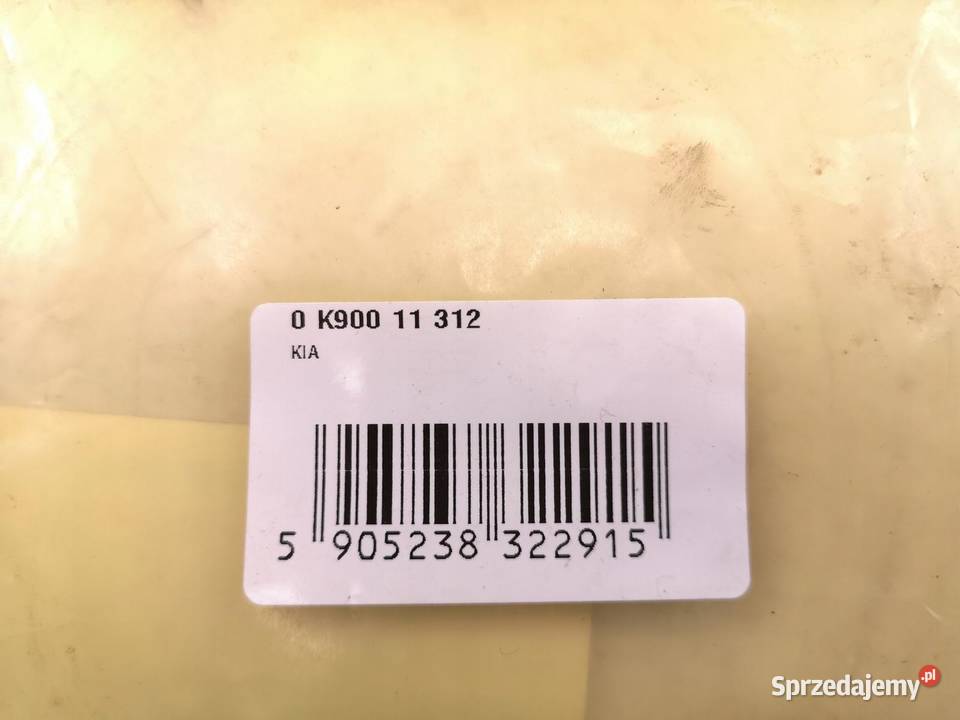 0 K900 11 312
KIA
5 905238 322915
Sprzedajemy.pl